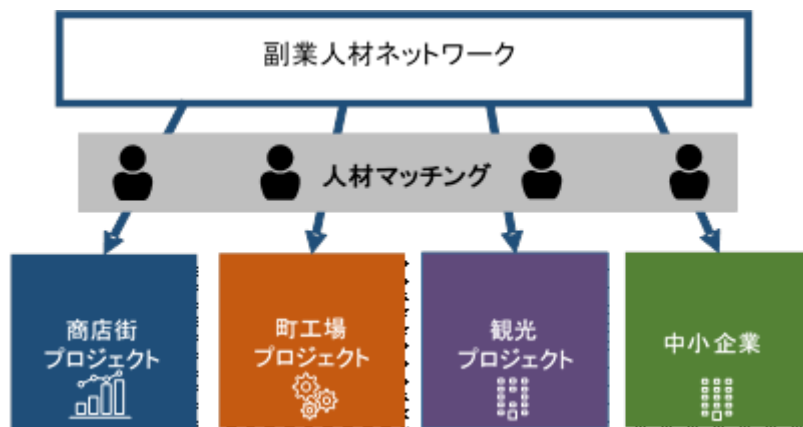 副業人材ネットワーク
人材マッチング
商店街
プロジェクト
町工場
プロジェクト
観光
プロジェクト
中小企業